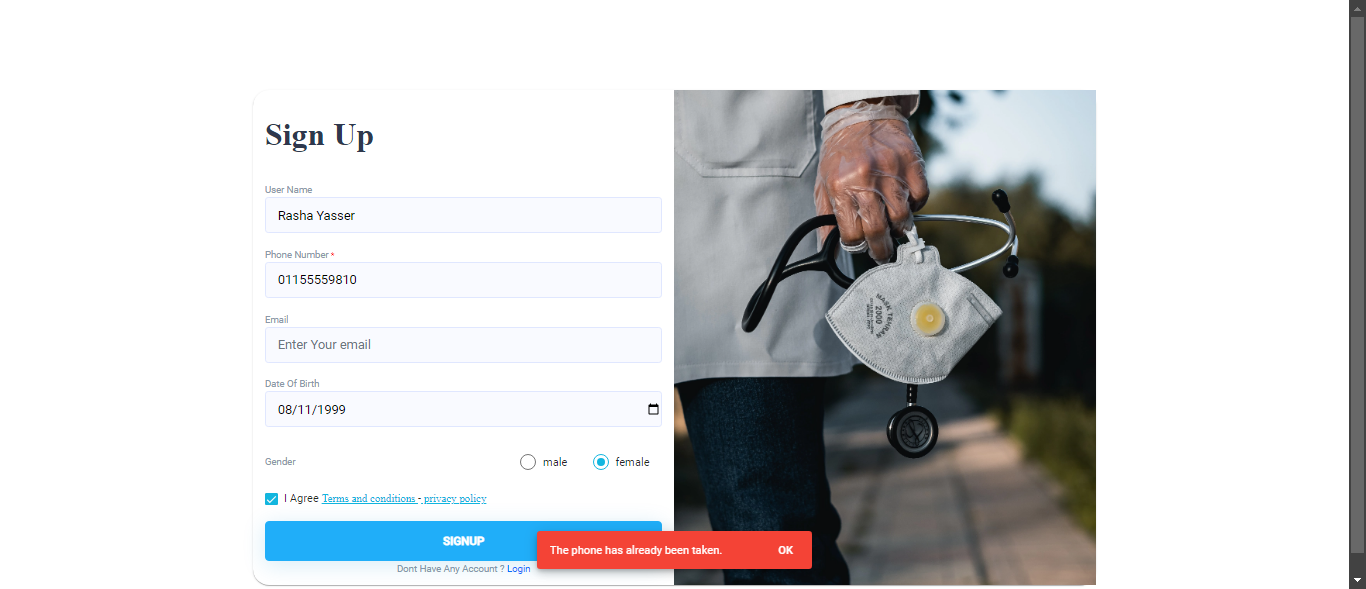 Sign Up
User Name
Rasha Yasser
Phone Number *
01155559810
Email
Enter Your email
Date Of Birth
08/11/1999
Gender
male
female
I Agree Terms and conditions - privacy policy
SIGNUP
The phone has already been taken.
OK
Dont Have Any Account ? Login
MASK TEHRAN
2000